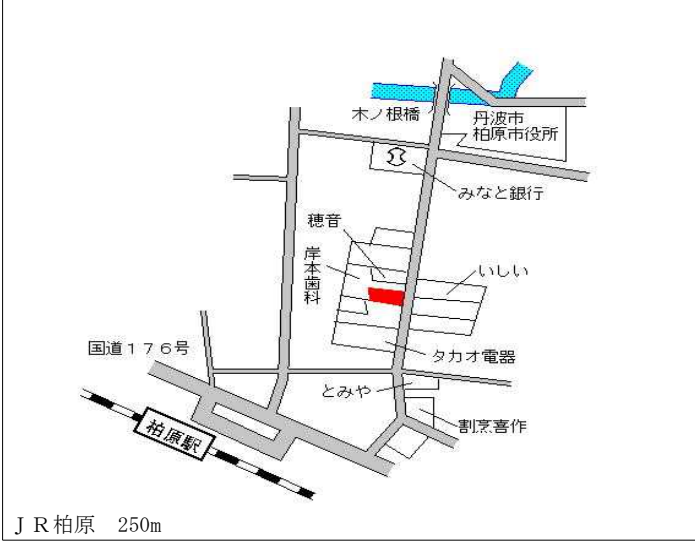 木ノ根橋
丹波市
柏原市役所
みなと銀行
穂音
岸本歯科
いしい
国道１７６号
タカオ電器
とみや
割烹喜作
柏原駅
ＪＲ柏原　250m